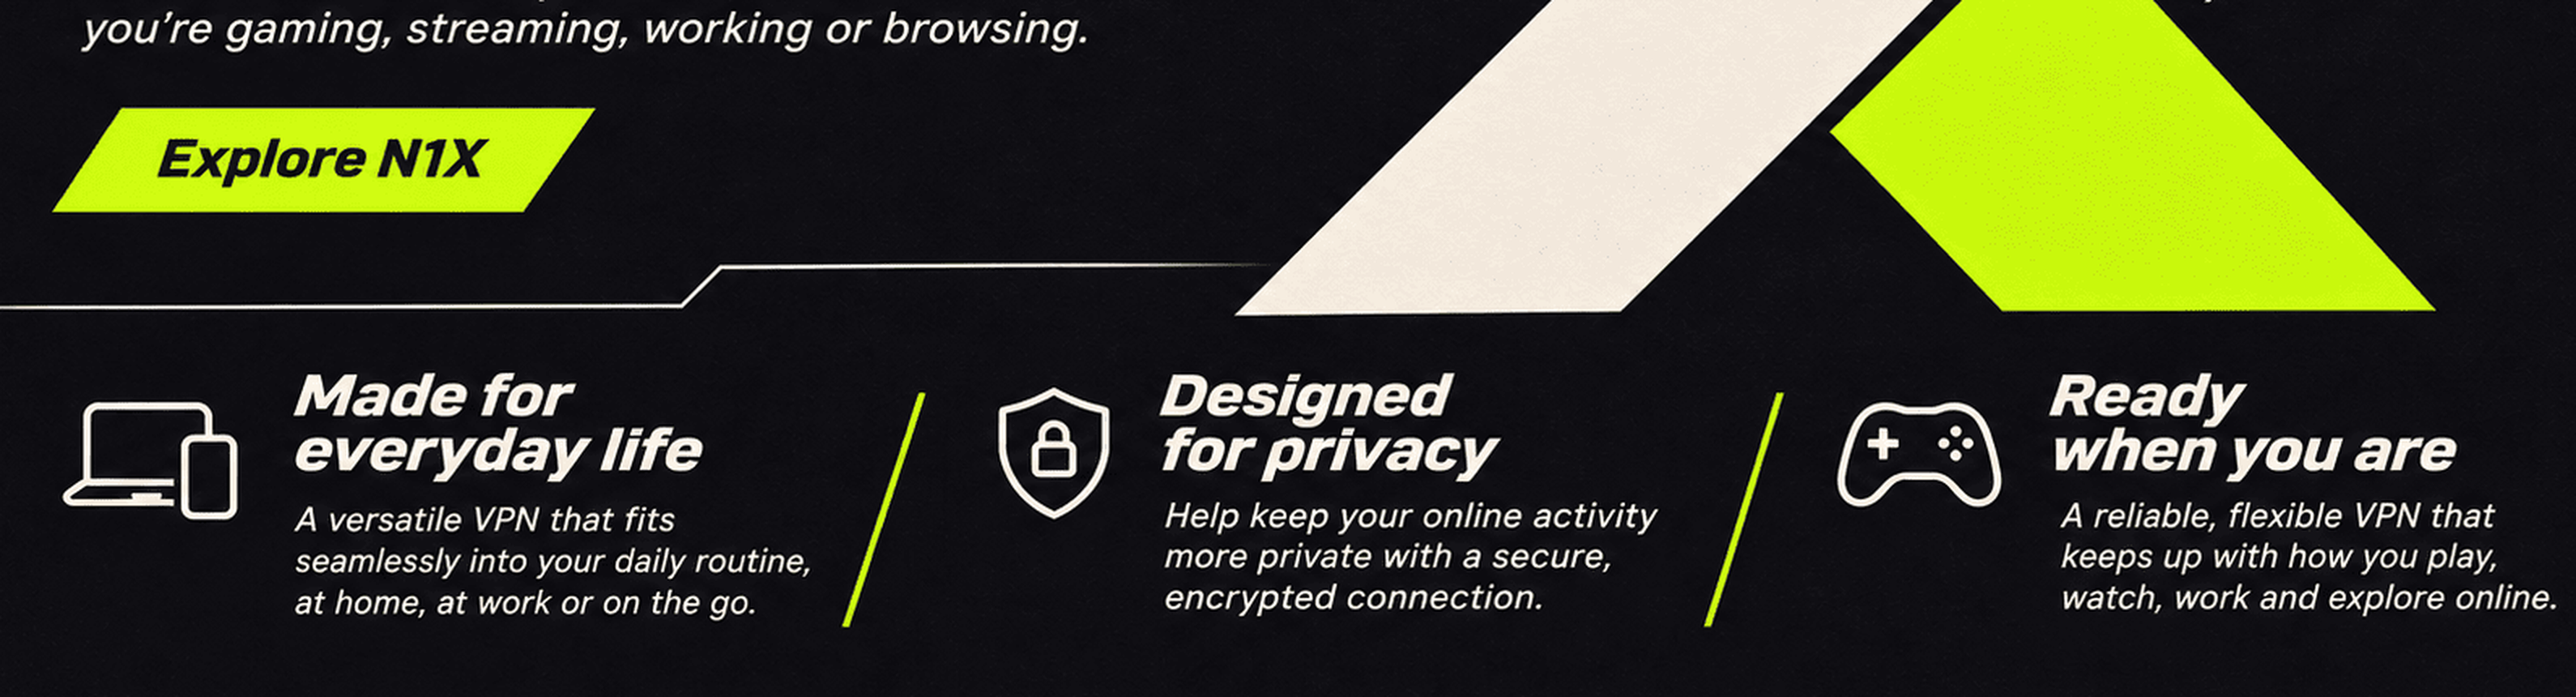 you're gaming, streaming, working or browsing.
Explore N1X
Made for
everyday life
A versatile VPN that fits
seamlessly into your daily routine,
at home, at work or on the go.
Designed
for privacy
Help keep your online activity
more private with a secure,
encrypted connection.
Ready
when you are
A reliable, flexible VPN that
keeps up with how you play,
watch, work and explore online.